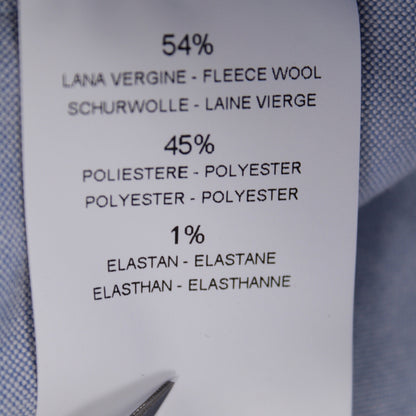 54%
LANA VERGINE - FLEECE WOOL
SCHURWOLLE - LAINE VIERGE
45%
POLIESTERE - POLYESTER
POLYESTER - POLYESTER
1%
ELASTAN - ELASTANE
ELASTHAN - ELASTHANNE